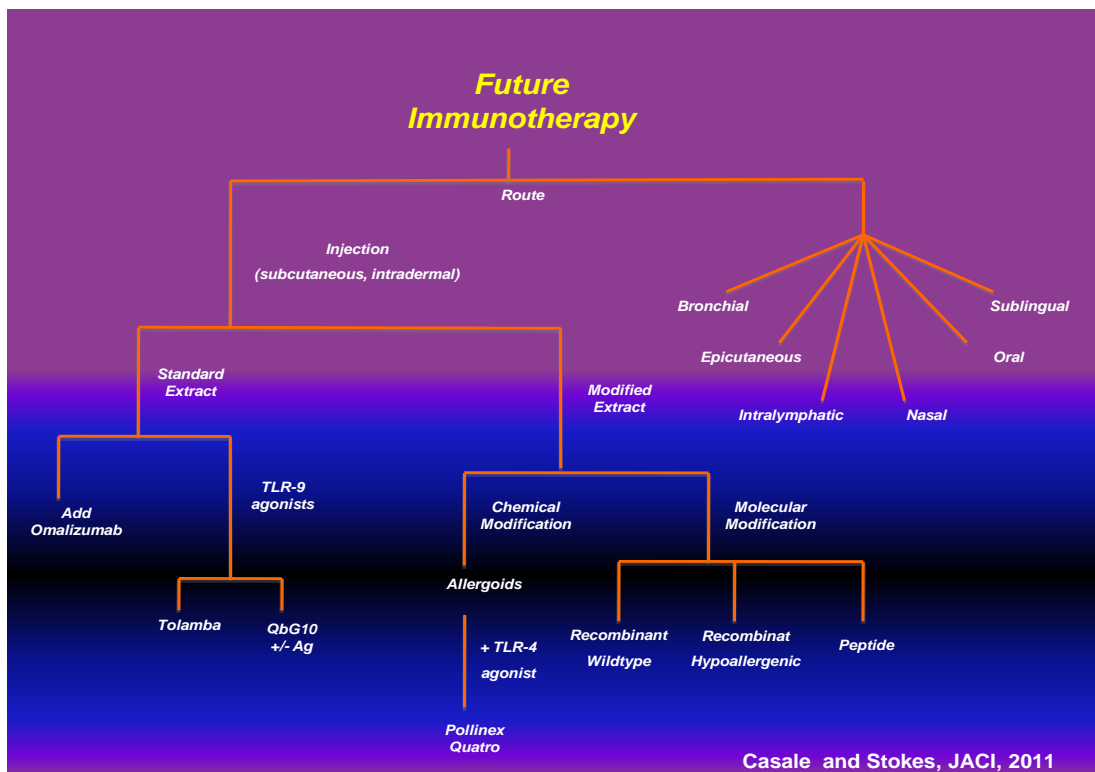 Future
Immunotherapy
Route
Injection
(subcutaneous, intradermal)
Bronchial
Sublingual
Epicutaneous
Oral
Intralymphatic
Nasal
Standard
Extract
Modified
Extract
Add
Omalizumab
TLR-9
agonists
Chemical
Modification
Molecular
Modification
Allergoids
Tolamba
QbG10
+/- Ag
+ TLR-4
agonist
Recombinant
Wildtype
Recombinat
Hypoallergenic
Peptide
Pollinex
Quatro
Casale and Stokes, JACI, 2011